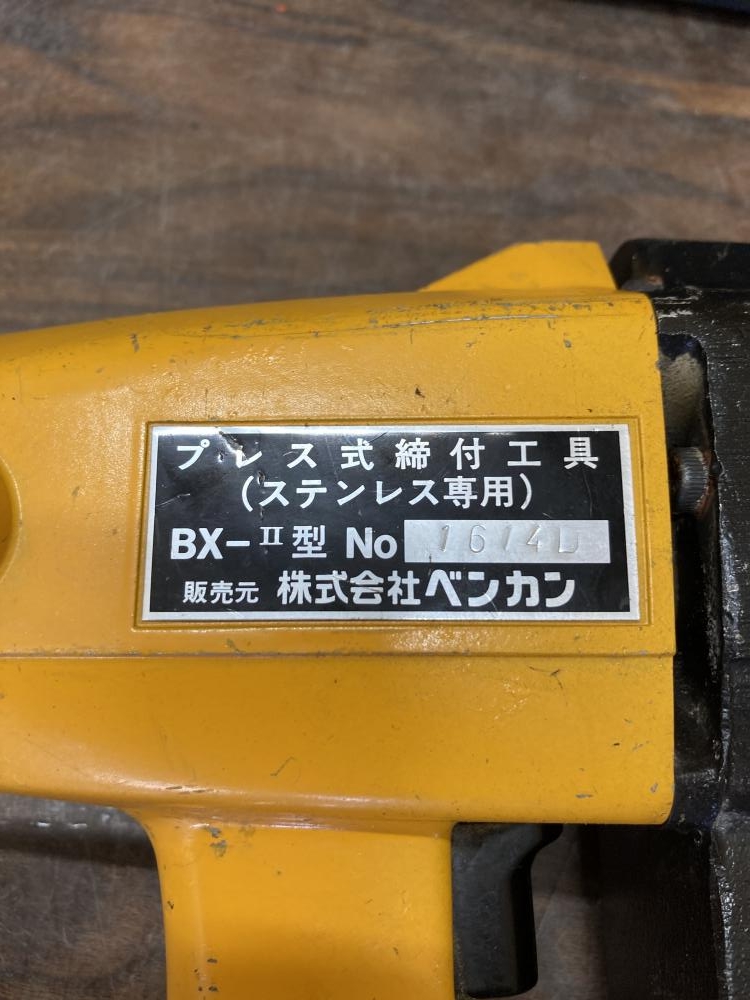 プレス式締付工具
(ステンレス専用)
BX-II型 No 1614D
販売元 株式会社ベンカン